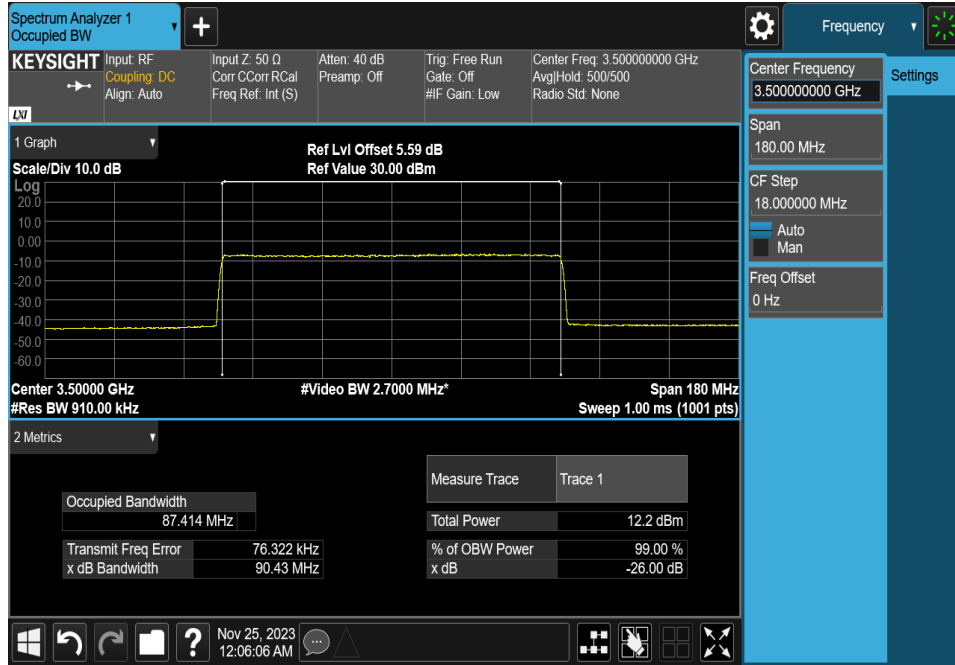 Spectrum Analyzer 1
Occupied BW
+
Frequency
KEYSIGHT
Input: RF
Coupling: DC
Align: Auto
Input Z: 50 Ω
Corr CCorr RCal
Freq Ref: Int (S)
Atten: 40 dB
Preamp: Off
Trig: Free Run
Gate: Off
#IF Gain: Low
Center Freq: 3.500000000 GHz
Avg|Hold: 500/500
Radio Std: None
LXI
Center Frequency
3.500000000 GHz
Settings
Span
180.00 MHz
CF Step
18.000000 MHz
Auto
Man
Freq Offset
0 Hz
1 Graph
Scale/Div 10.0 dB
Ref Lvl Offset 5.59 dB
Ref Value 30.00 dBm
Log
20.0
10.0
0.00
-10.0
-20.0
-30.0
-40.0
-50.0
-60.0
Center 3.50000 GHz
#Video BW 2.7000 MHz*
Span 180 MHz
#Res BW 910.00 kHz
Sweep 1.00 ms (1001 pts)
2 Metrics
Measure Trace Trace 1
Occupied Bandwidth
87.414 MHz
Total Power 12.2 dBm
Transmit Freq Error 76.322 kHz
% of OBW Power 99.00 %
x dB Bandwidth 90.43 MHz
x dB -26.00 dB
?
Nov 25, 2023
12:06:06 AM